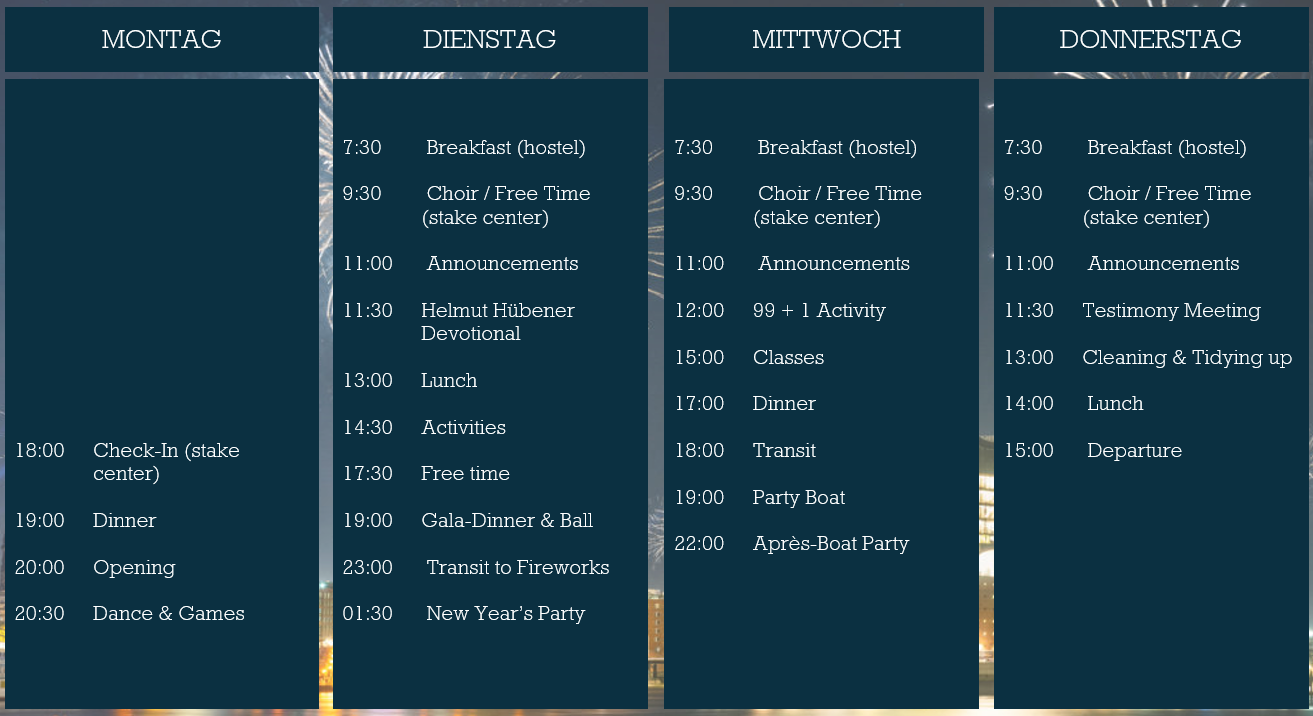 MONTAG
18:00 Check-In (stake
center)
19:00 Dinner
20:00 Opening
20:30 Dance & Games
DIENSTAG
7:30 Breakfast (hostel)
9:30 Choir / Free Time
(stake center)
11:00 Announcements
11:30 Helmut Hübener
Devotional
13:00 Lunch
14:30 Activities
17:30 Free time
19:00 Gala-Dinner & Ball
23:00 Transit to Fireworks
01:30 New Year’s Party
MITTWOCH
7:30 Breakfast (hostel)
9:30 Choir / Free Time
(stake center)
11:00 Announcements
12:00 99 + 1 Activity
15:00 Classes
17:00 Dinner
18:00 Transit
19:00 Party Boat
22:00 Après-Boat Party
DONNERSTAG
7:30 Breakfast (hostel)
9:30 Choir / Free Time
(stake center)
11:00 Announcements
11:30 Testimony Meeting
13:00 Cleaning & Tidying up
14:00 Lunch
15:00 Departure